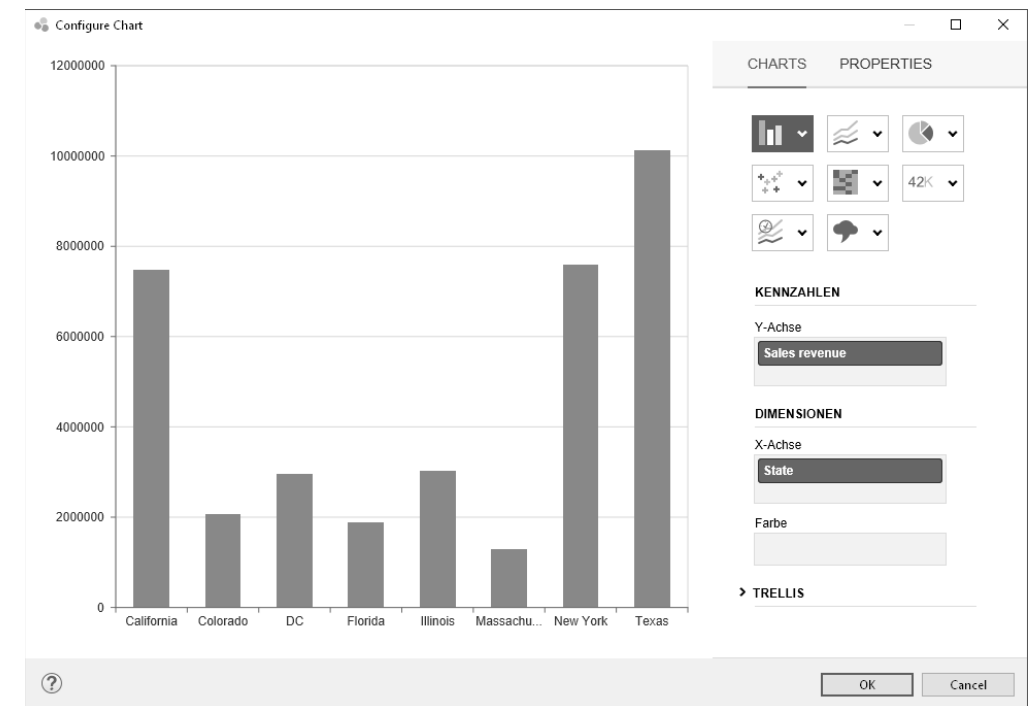 Configure Chart
CHARTS PROPERTIES
12000000
10000000
8000000
6000000
4000000
2000000
0
California Colorado DC Florida Illinois Massachu... New York Texas
42K
KENNZAHLEN
Y-Achse
Sales revenue
DIMENSIONEN
X-Achse
State
Farbe
TRELLIS
?
OK Cancel